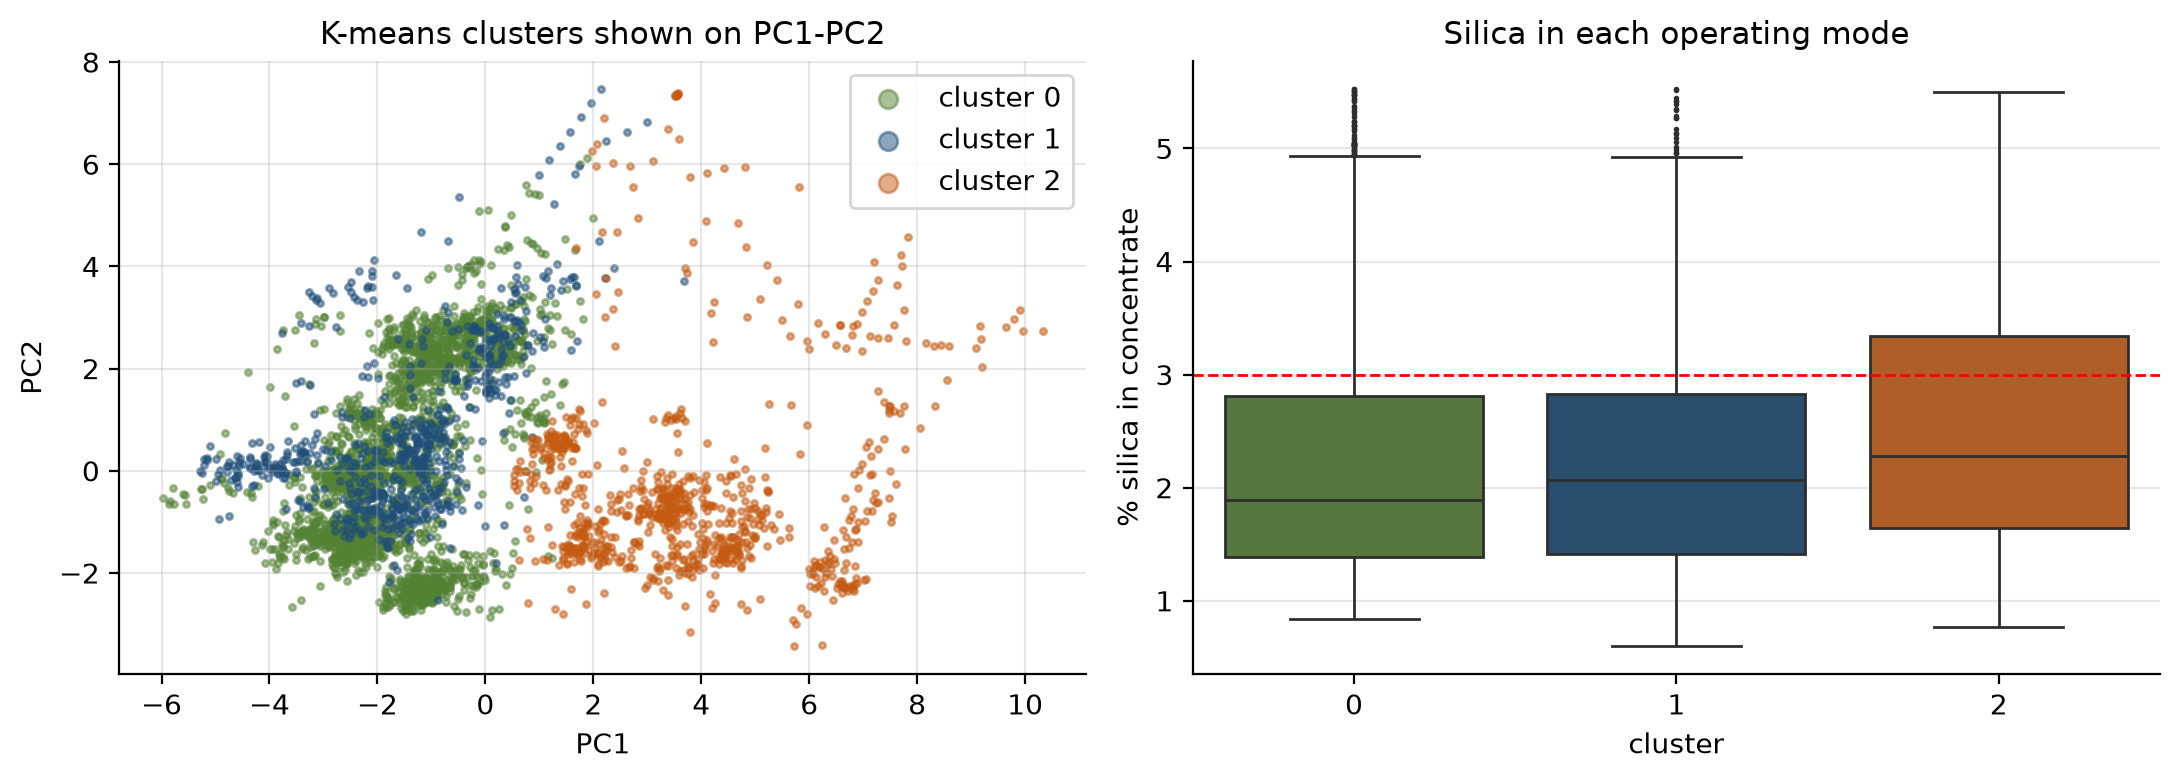 K-means clusters shown on PC1-PC2
8
6
4
2
0
−2
PC2
−6 −4 −2 0 2 4 6 8 10
PC1
cluster 0
cluster 1
cluster 2
Silica in each operating mode
5
4
3
2
1
% silica in concentrate
0 1 2
cluster